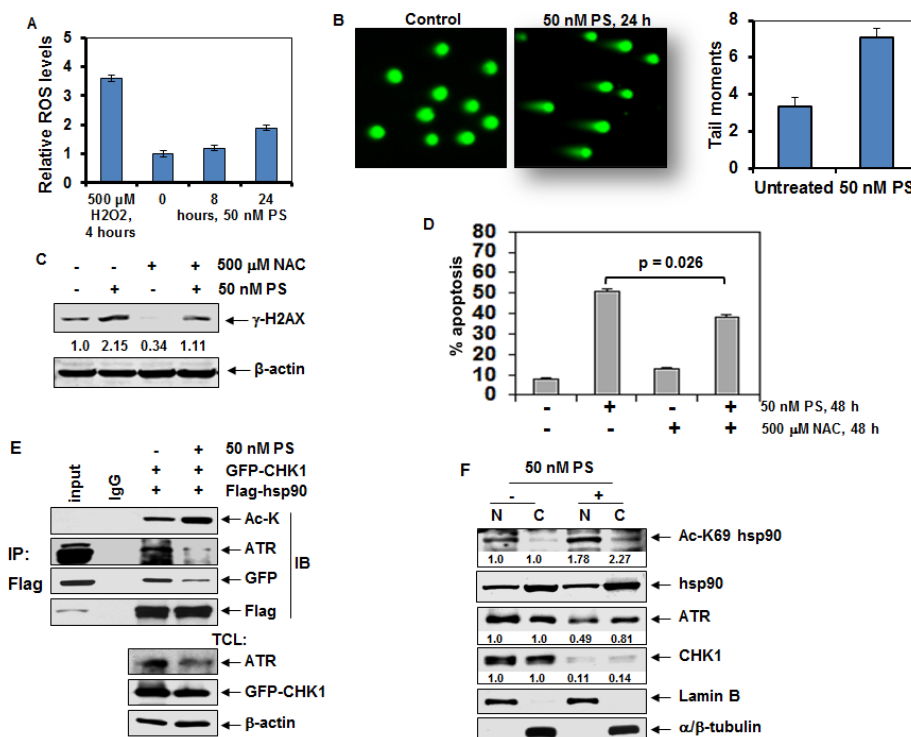 A
Relative ROS levels
5
4
3
2
1
0
500 µM H2O2, 4 hours
0 8 24
hours, 50 nM PS
B
Control
50 nM PS, 24 h
Tail moments
8
6
4
2
0
Untreated 50 nM PS
C
- - + + 500 µM NAC
- + - + 50 nM PS
γ-H2AX
1.0 2.15 0.34 1.11
β-actin
D
% apoptosis
80
70
60
50
40
30
20
10
0
p = 0.026
- + - + 50 nM PS, 48 h
- - + + 500 µM NAC, 48 h
E
- + 50 nM PS
+ + GFP-CHK1
+ + Flag-hsp90
input
IgG
IP:
Flag
Ac-K
ATR
GFP
Flag
IB
TCL:
ATR
GFP-CHK1
β-actin
F
50 nM PS
- +
N C N C
Ac-K69 hsp90
1.0 1.0 1.78 2.27
hsp90
ATR
1.0 1.0 0.49 0.81
CHK1
1.0 1.0 0.11 0.14
Lamin B
α/β-tubulin